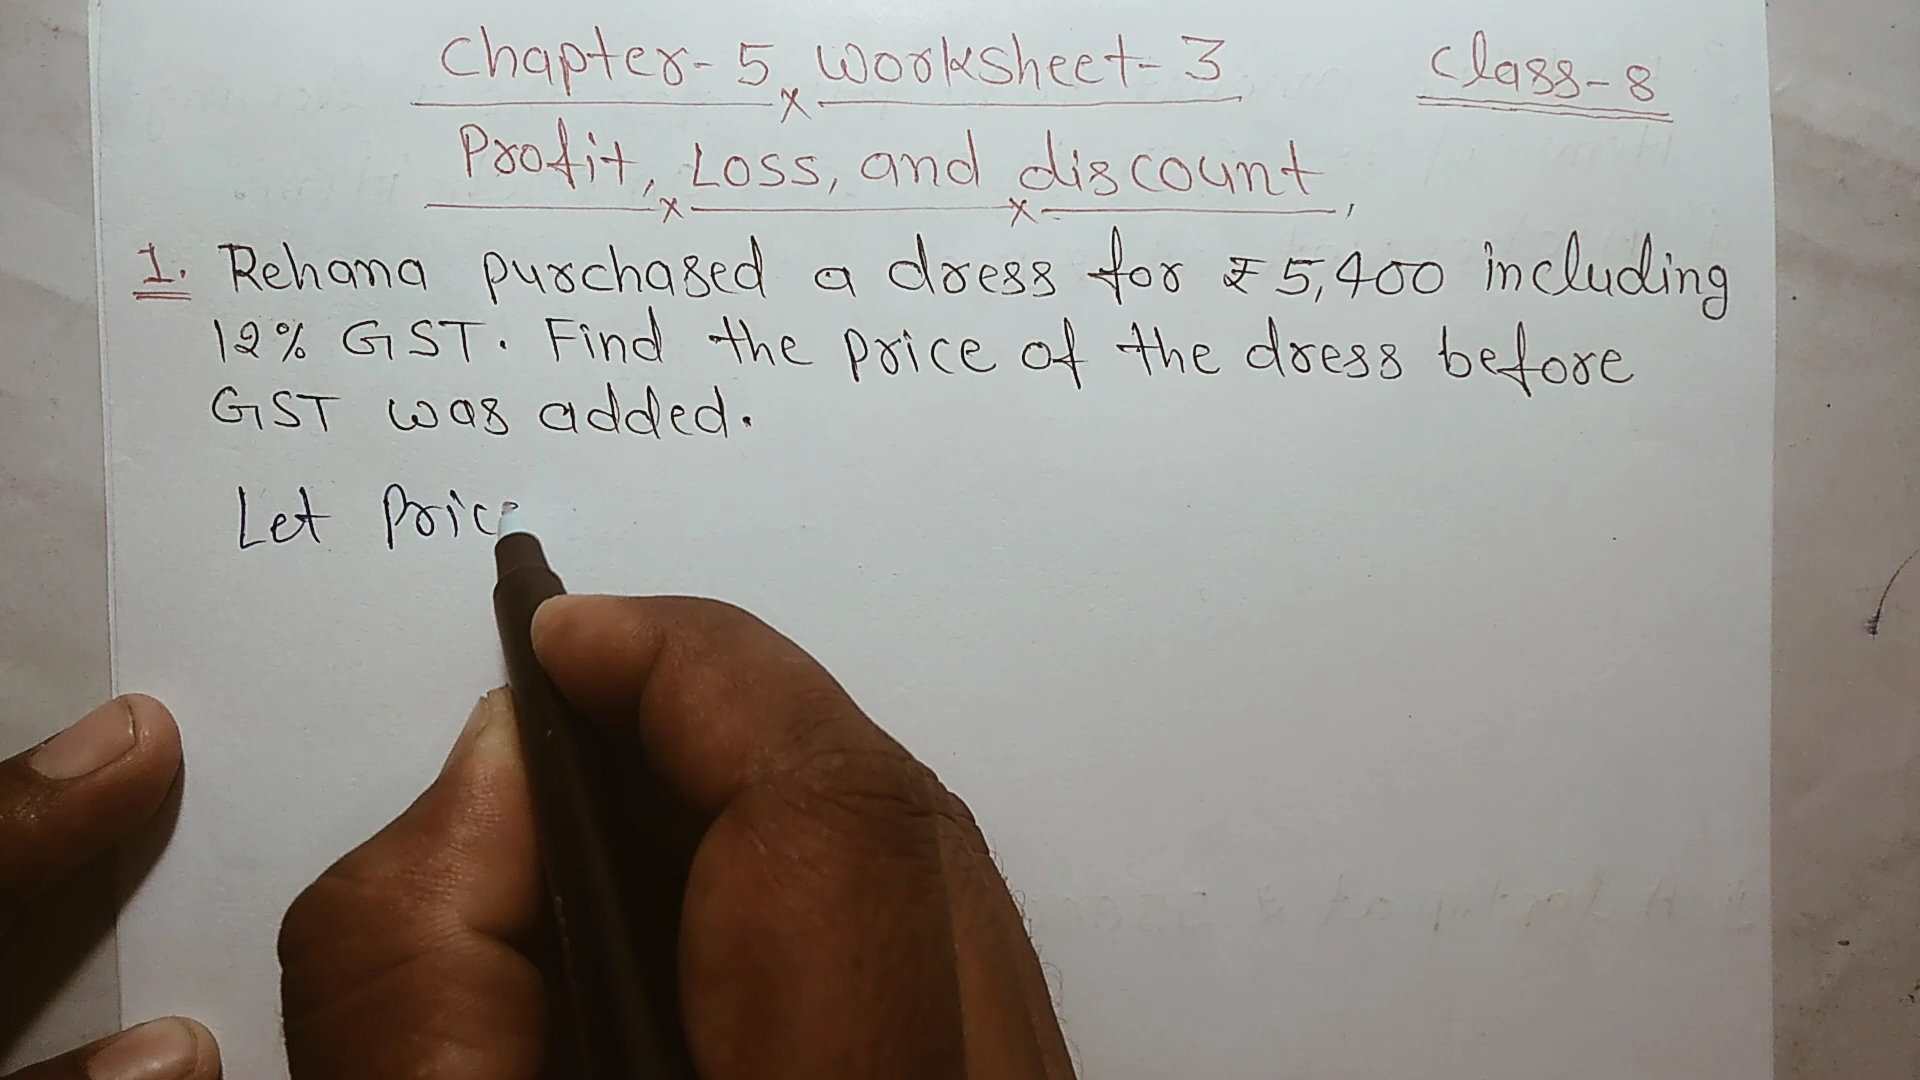 Chapter-5 Worksheet-3
Class-8
Profit, Loss, and discount,
1. Rehana purchased a dress for ₹5,400 including
12% GST. Find the price of the dress before
GST was added.
Let Price